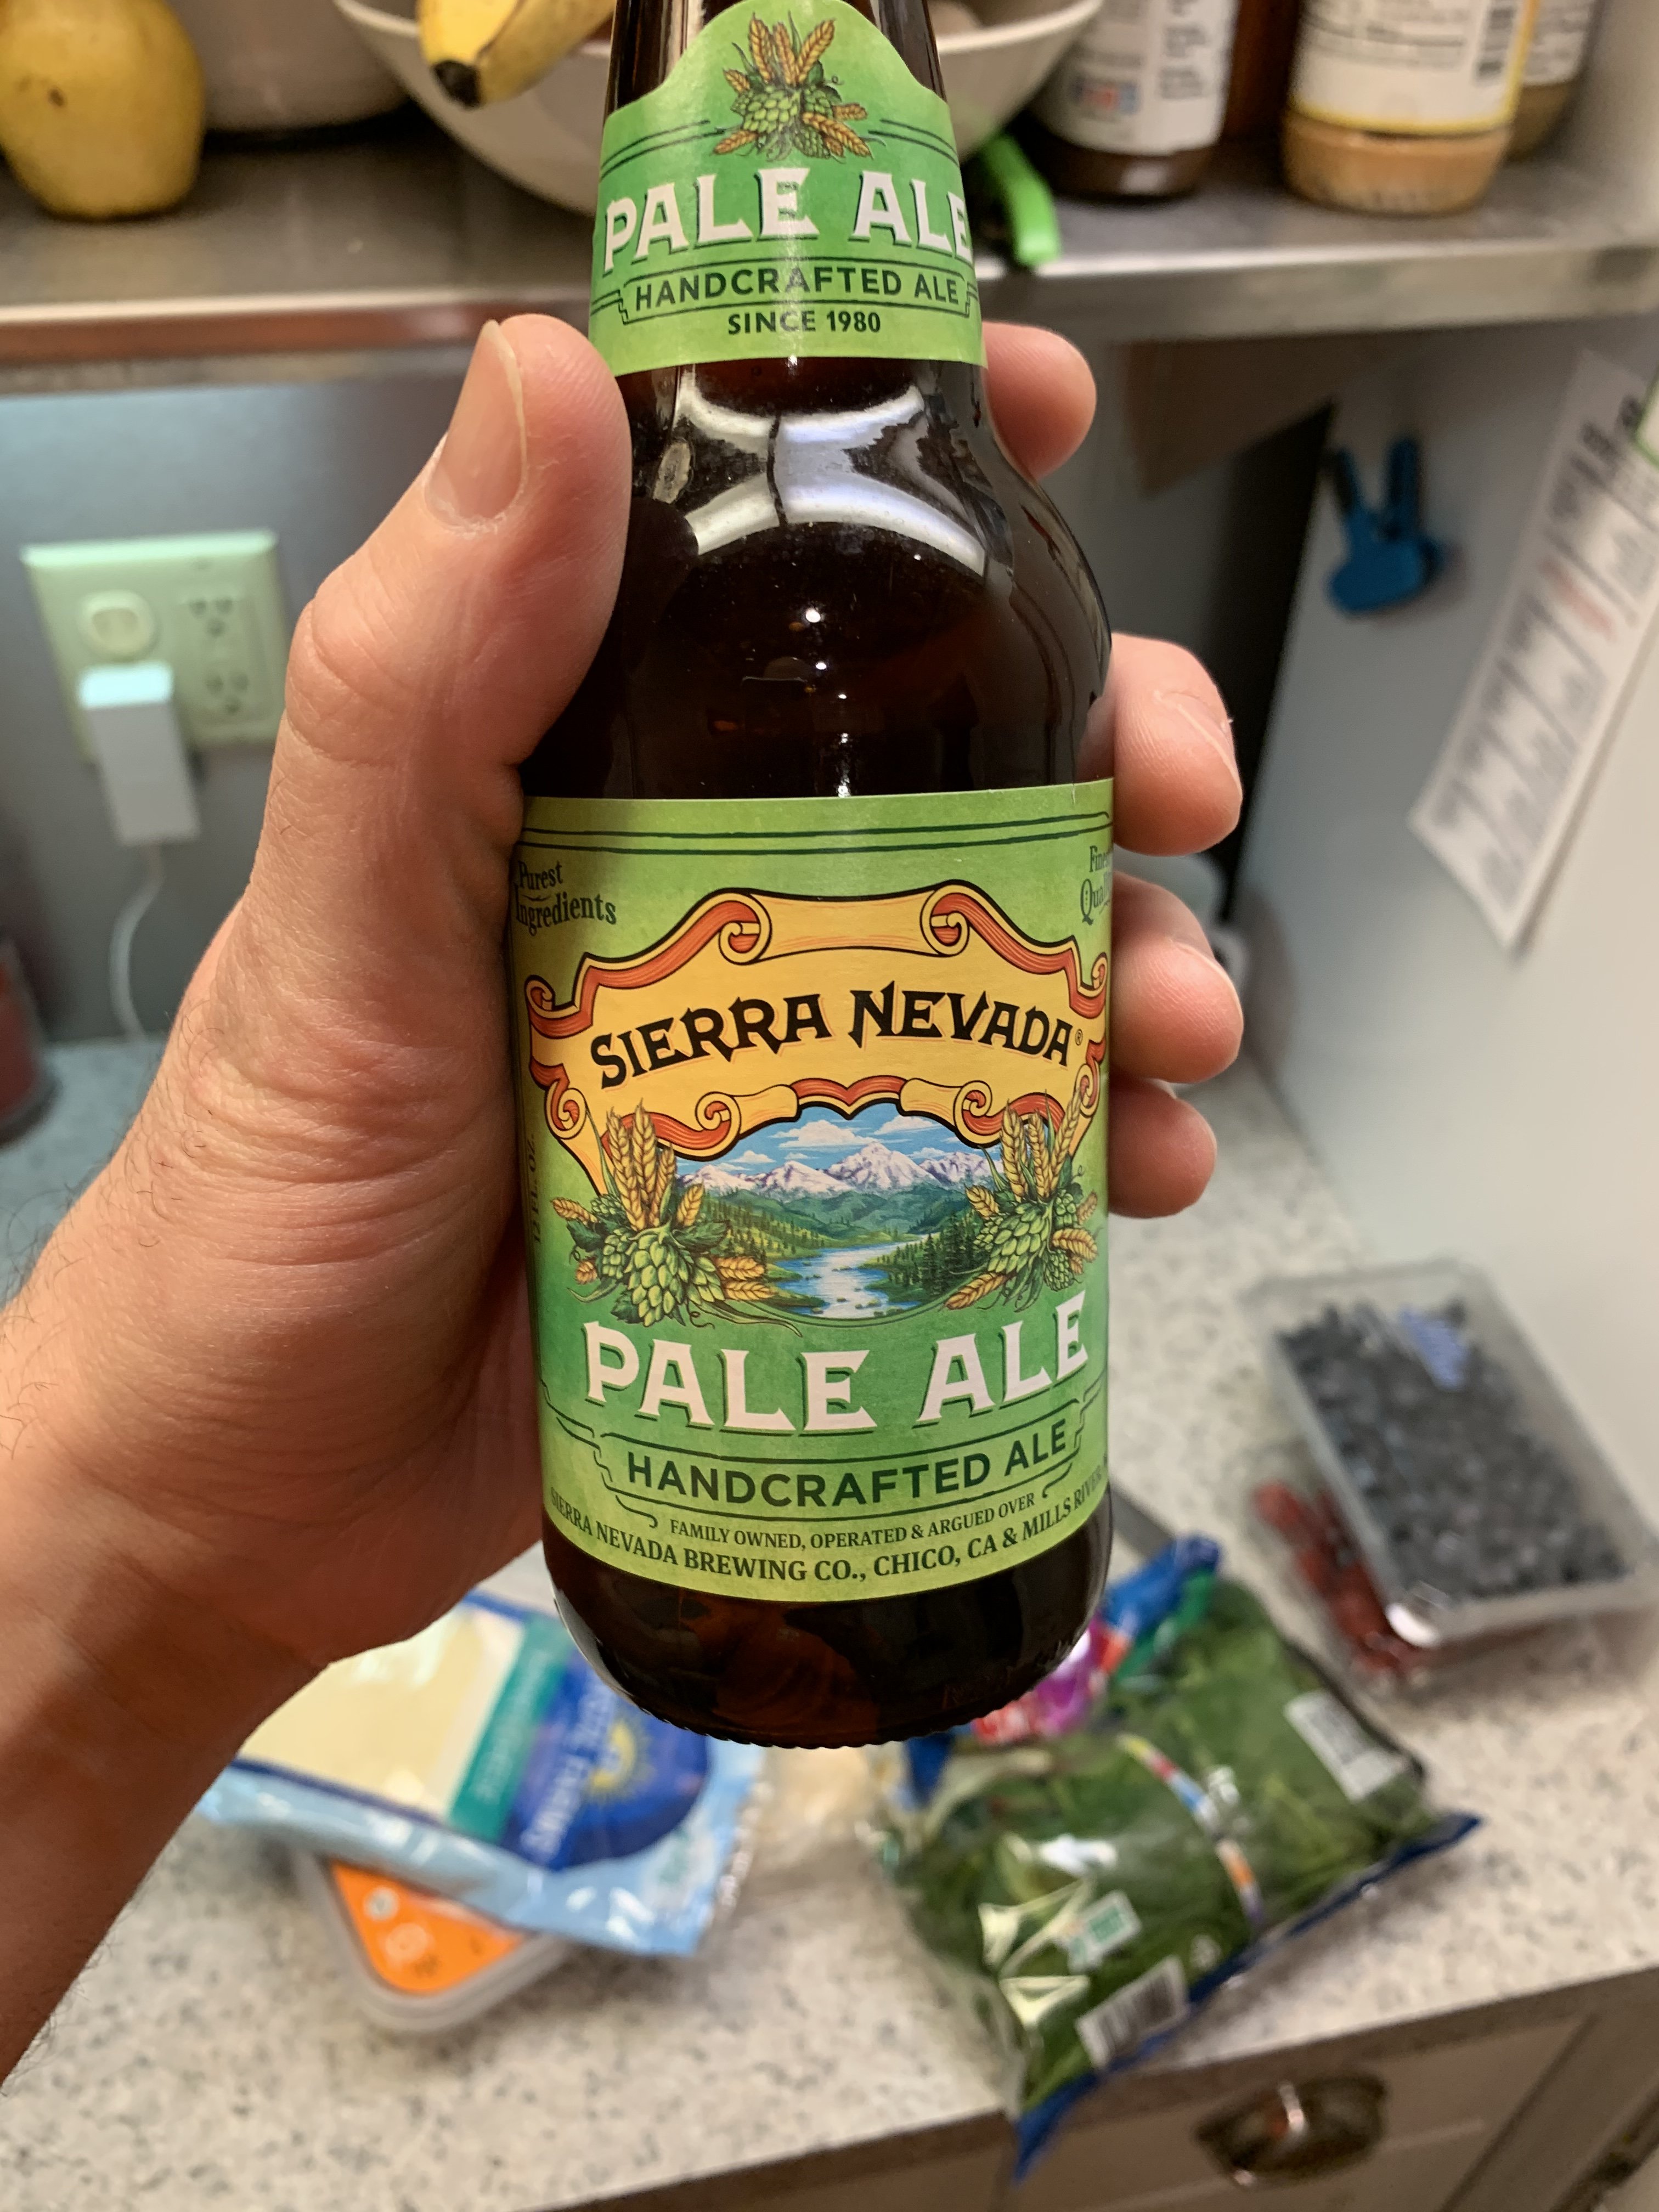 PALE ALE
HANDCRAFTED ALE
SINCE 1980
Purest
Ingredients
SIERRA NEVADA®
PALE ALE
HANDCRAFTED ALE
FAMILY OWNED, OPERATED & ARGUED OVER
SIERRA NEVADA BREWING CO., CHICO, CA & MILLS RIVER